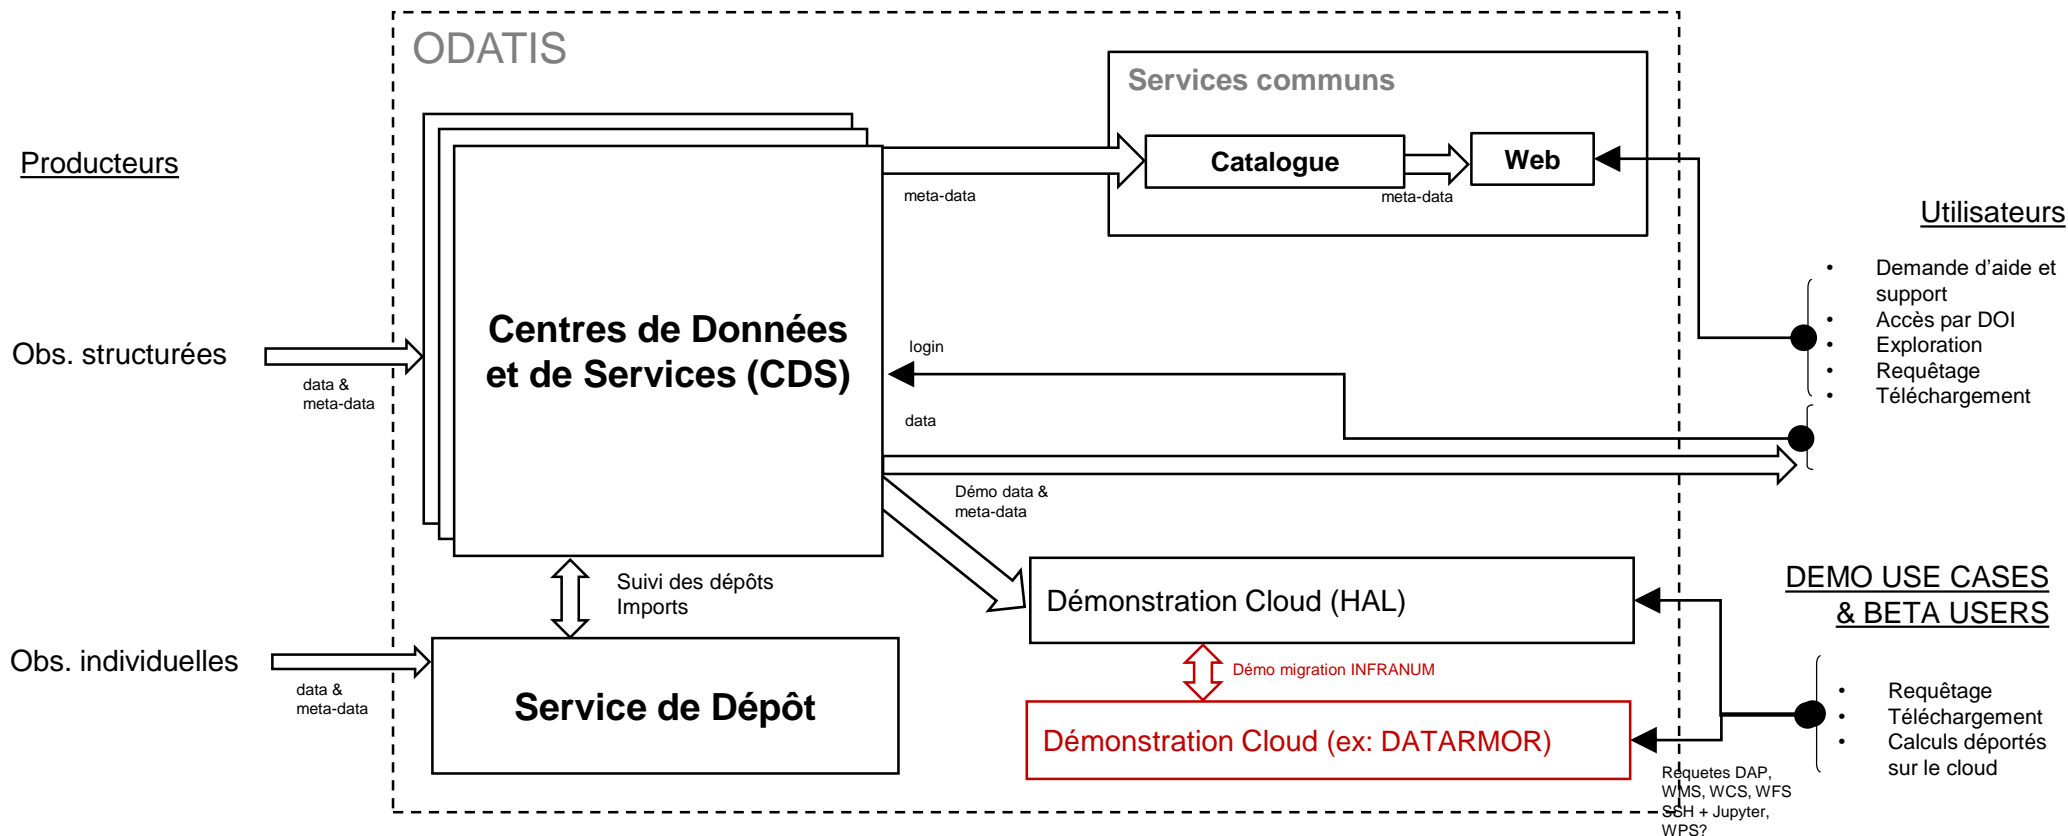 ODATIS
Services communs
Catalogue
Web
meta-data
meta-data
Producteurs
Obs. structurées
data &
meta-data
Centres de Données
et de Services (CDS)
login
data
Démo data &
meta-data
Utilisateurs
• Demande d'aide et
support
• Accès par DOI
• Exploration
• Requêtage
• Téléchargement
Suivi des dépôts
Imports
Obs. individuelles
data &
meta-data
Service de Dépôt
Démonstration Cloud (HAL)
Démo migration INFRANUM
Démonstration Cloud (ex: DATARMOR)
DEMO USE CASES
& BETA USERS
• Requêtage
• Téléchargement
• Calculs déportés
sur le cloud
Requetes DAP,
WMS, WCS, WFS
SSH + Jupyter,
WPS?